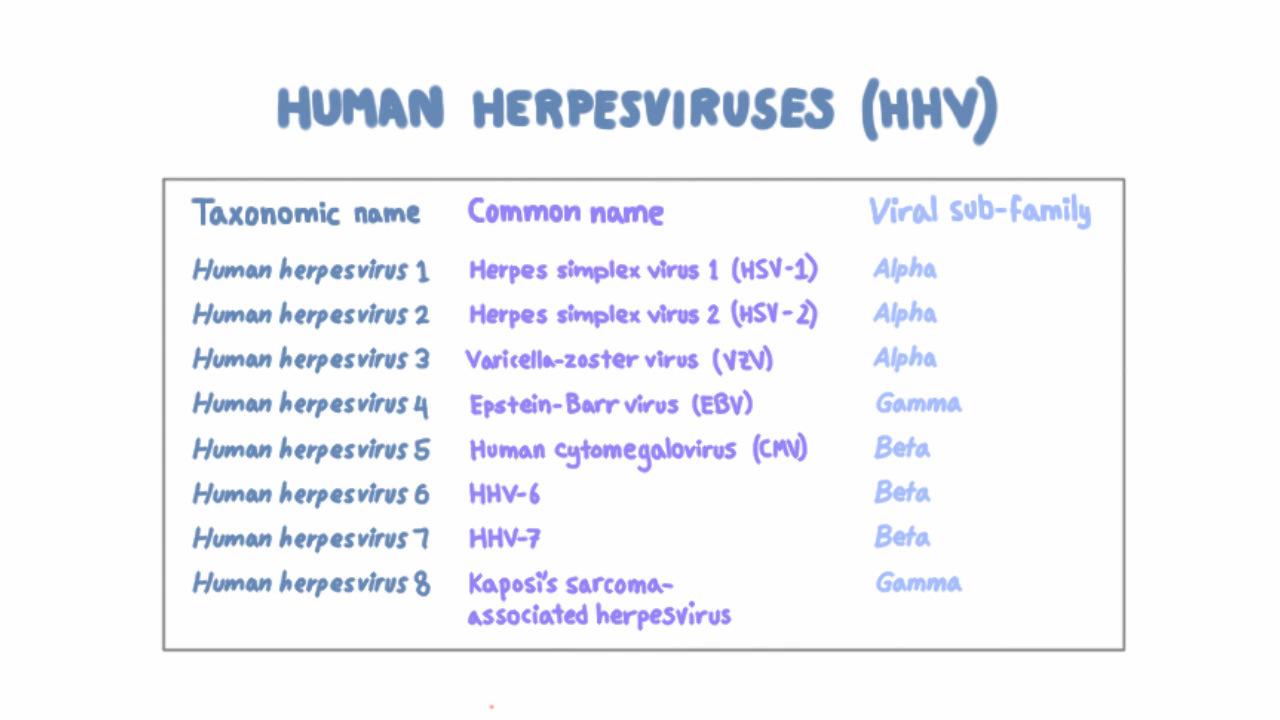 HUMAN HERPESVIRUSES (HHV)
Taxonomic name Common name Viral sub-family
Human herpesvirus 1 Herpes simplex virus 1 (HSV-1) Alpha
Human herpesvirus 2 Herpes simplex virus 2 (HSV-2) Alpha
Human herpesvirus 3 Varicella-zoster virus (VZV) Alpha
Human herpesvirus 4 Epstein-Barr virus (EBV) Gamma
Human herpesvirus 5 Human cytomegalovirus (CMV) Beta
Human herpesvirus 6 HHV-6 Beta
Human herpesvirus 7 HHV-7 Beta
Human herpesvirus 8 Kaposi's sarcoma- Gamma
associated herpesvirus